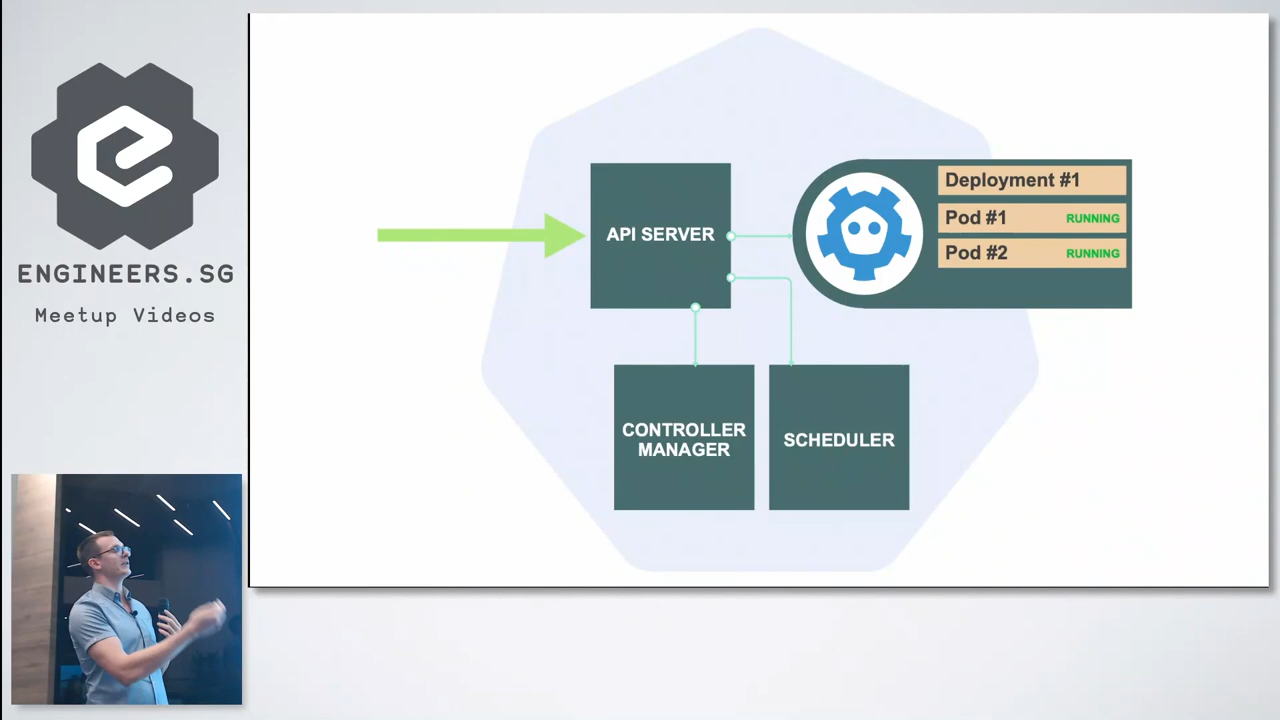 ENGINEERS.SG
Meetup Videos
API SERVER
Deployment #1
Pod #1 RUNNING
Pod #2 RUNNING
CONTROLLER
MANAGER
SCHEDULER